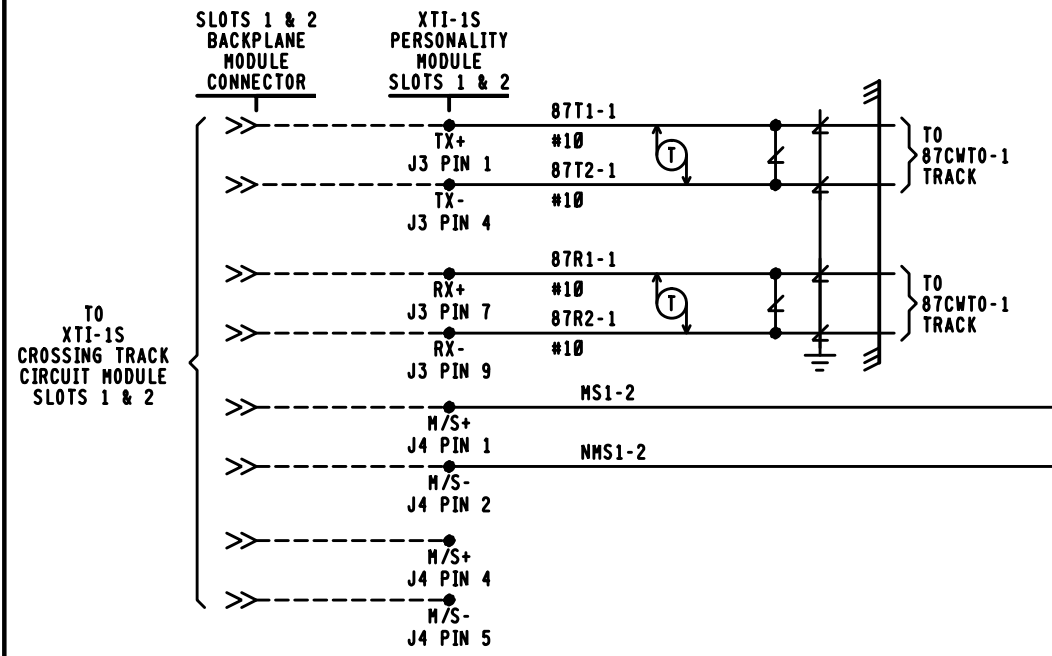 SLOTS 1 & 2
BACKPLANE
MODULE
CONNECTOR
XTI-1S
PERSONALITY
MODULE
SLOTS 1 & 2
87T1-1
TX+
#10
J3 PIN 1
T
87T2-1
TX-
#10
J3 PIN 4
TO
87CWTO-1
TRACK
87R1-1
RX+
#10
J3 PIN 7
T
87R2-1
RX-
#10
J3 PIN 9
TO
87CWTO-1
TRACK
TO
XTI-1S
CROSSING TRACK
CIRCUIT MODULE
SLOTS 1 & 2
MS1-2
M/S+
J4 PIN 1
NMS1-2
M/S-
J4 PIN 2
M/S+
J4 PIN 4
M/S-
J4 PIN 5